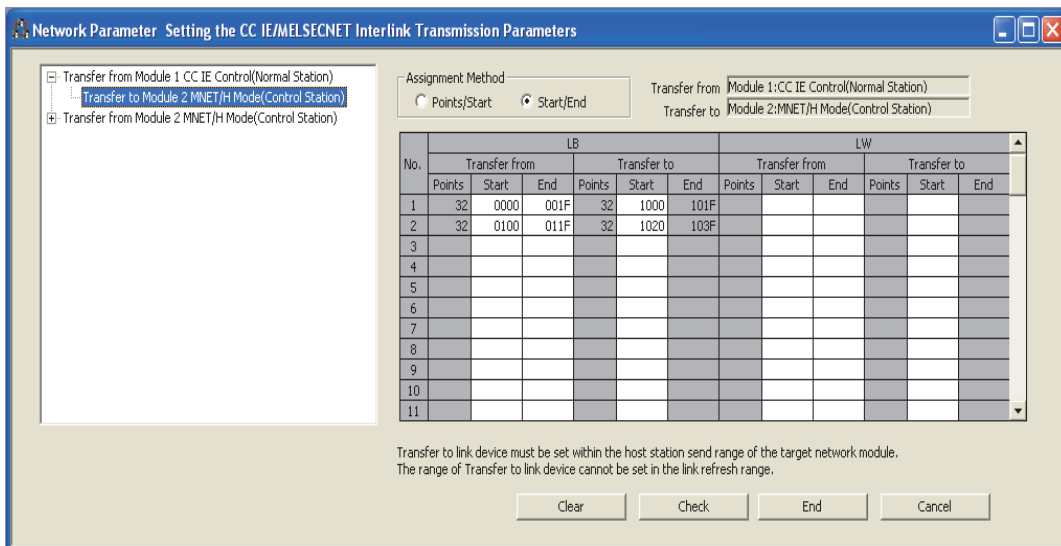 Network Parameter Setting the CC IE/MELSECNET Interlink Transmission Parameters
Transfer from Module 1 CC IE Control(Normal Station)
Transfer to Module 2 MNET/H Mode(Control Station)
Transfer from Module 2 MNET/H Mode(Control Station)
Assignment Method
Points/Start Start/End
Transfer from Module 1:CC IE Control(Normal Station)
Transfer to Module 2:MNET/H Mode(Control Station)
No. LB LW
Transfer from Transfer to Transfer from Transfer to
Points Start End Points Start End Points Start End Points Start End
1 32 0000 001F 32 1000 101F
2 32 0100 011F 32 1020 103F
3
4
5
6
7
8
9
10
11
Transfer to link device must be set within the host station send range of the target network module.
The range of Transfer to link device cannot be set in the link refresh range.
Clear Check End Cancel